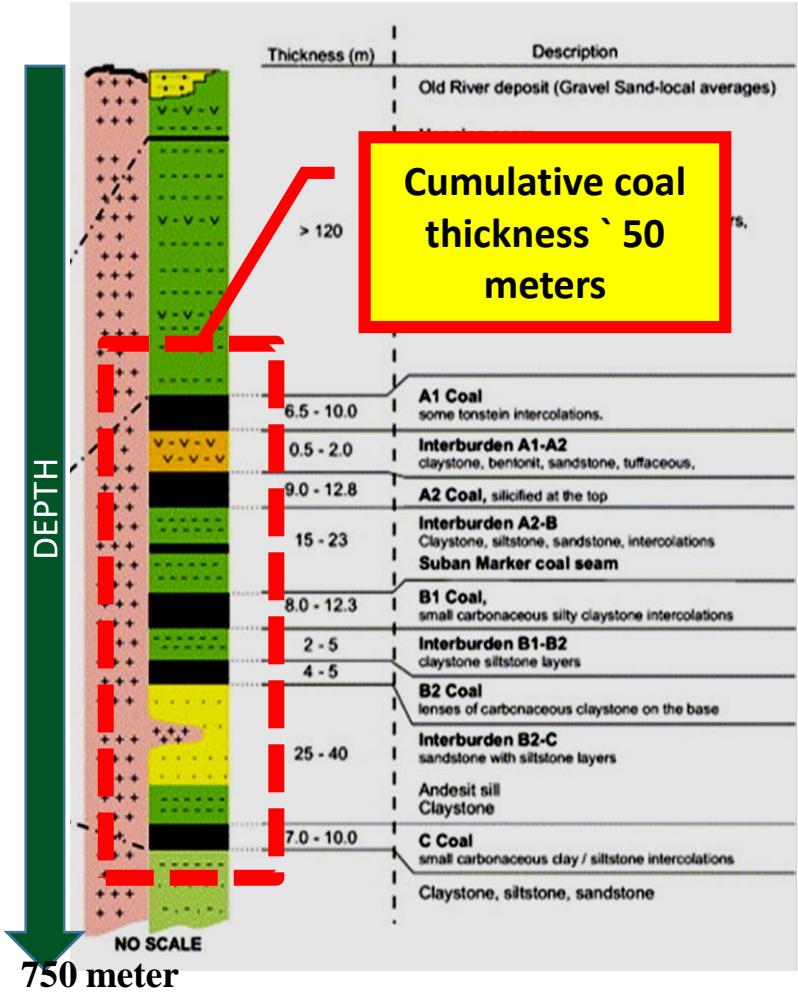 Thickness (m)
Description
Old River deposit (Gravel Sand-local averages)
Cumulative coal
thickness ` 50
meters
> 120
rs,
A1 Coal
6.5 - 10.0
some tonstein intercolations.
Interburden A1-A2
0.5 - 2.0
claystone, bentonit, sandstone, tuffaceous,
9.0 - 12.8
A2 Coal, silicified at the top
Interburden A2-B
15 - 23
Claystone, siltstone, sandstone, intercolations
Suban Marker coal seam
B1 Coal,
8.0 - 12.3
small carbonaceous silty claystone intercolations
2 - 5
Interburden B1-B2
claystone siltstone layers
4 - 5
B2 Coal
lenses of carbonaceous claystone on the base
Interburden B2-C
25 - 40
sandstone with siltstone layers
Andesit sill
Claystone
7.0 - 10.0
C Coal
small carbonaceous clay / siltstone intercolations
Claystone, siltstone, sandstone
DEPTH
NO SCALE
750 meter